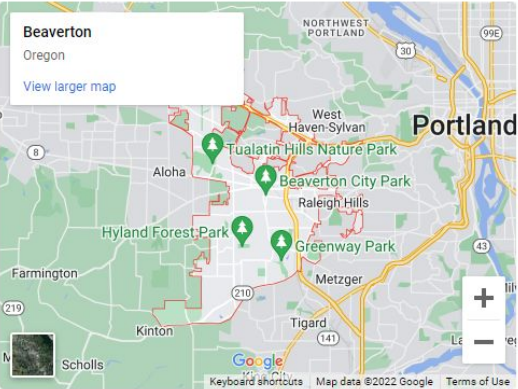 Beaverton
Oregon
View larger map
NORTHWEST
PORTLAND
99E
30
West
Haven-Sylvan
Portland
8
Tualatin Hills Nature Park
Aloha
Beaverton City Park
Raleigh Hills
Hyland Forest Park
Greenway Park
43
Farmington
Metzger
210
219
Tigard
Kinton
141
Scholls
Google
King City
Keyboard shortcuts
Map data ©2022 Google
Terms of Use